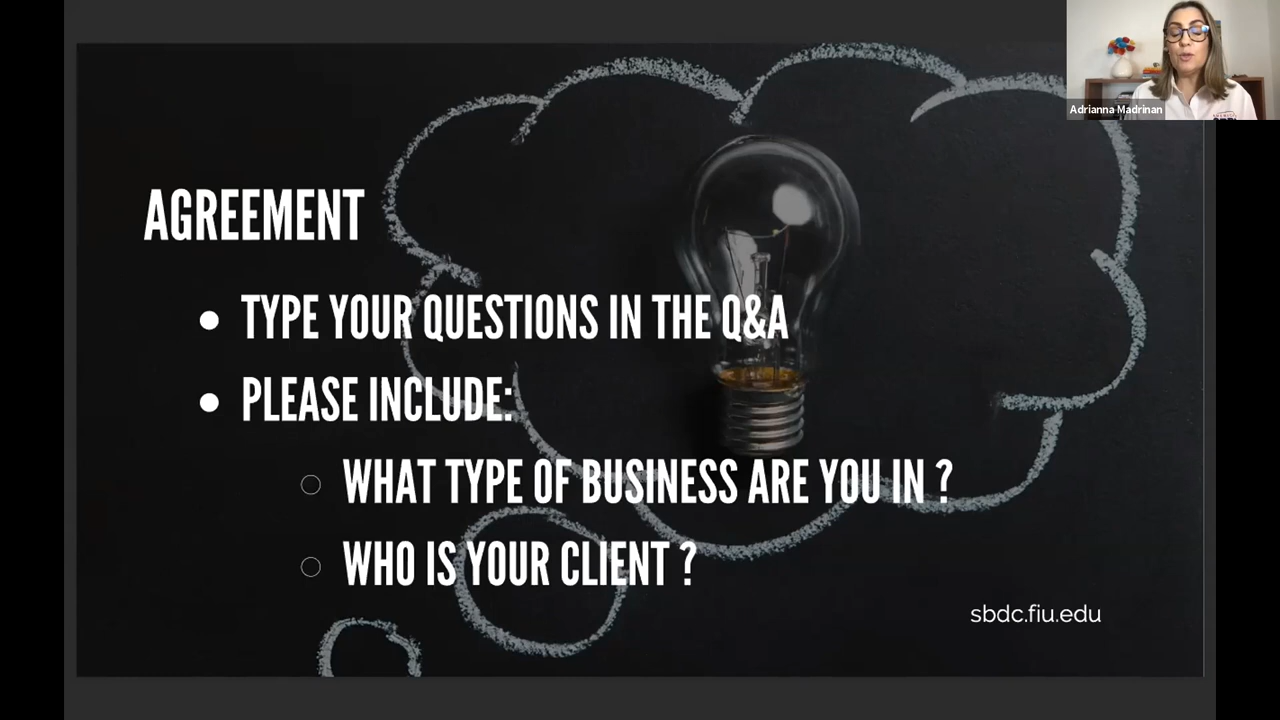 Adrianna Madrinan
AGREEMENT
TYPE YOUR QUESTIONS IN THE Q&A
PLEASE INCLUDE:
WHAT TYPE OF BUSINESS ARE YOU IN ?
WHO IS YOUR CLIENT ?
sbdc.fiu.edu